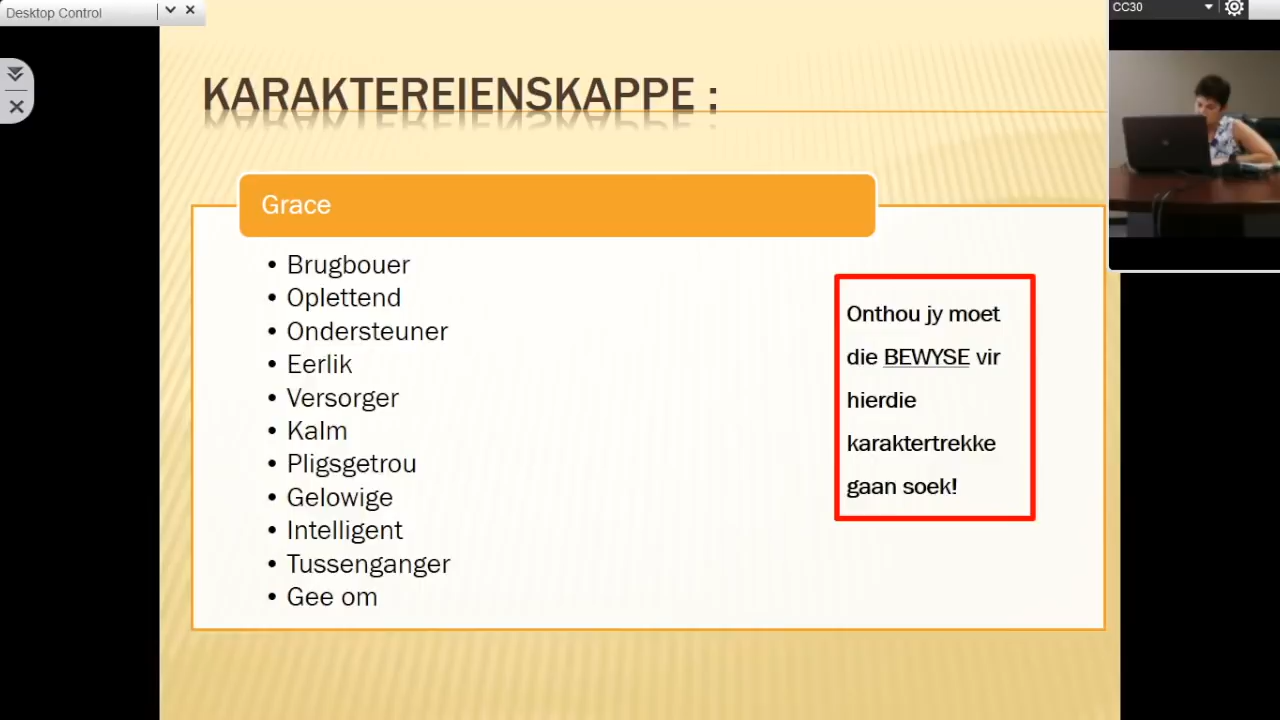 Desktop Control
CC30
KARAKTEREIENSKAPPE :
Grace
• Brugbouer
• Oplettend
• Ondersteuner
• Eerlik
• Versorger
• Kalm
• Pligsgetrou
• Gelowige
• Intelligent
• Tussenganger
• Gee om
Onthou jy moet
die BEWYSE vir
hierdie
karaktertrekke
gaan soek!